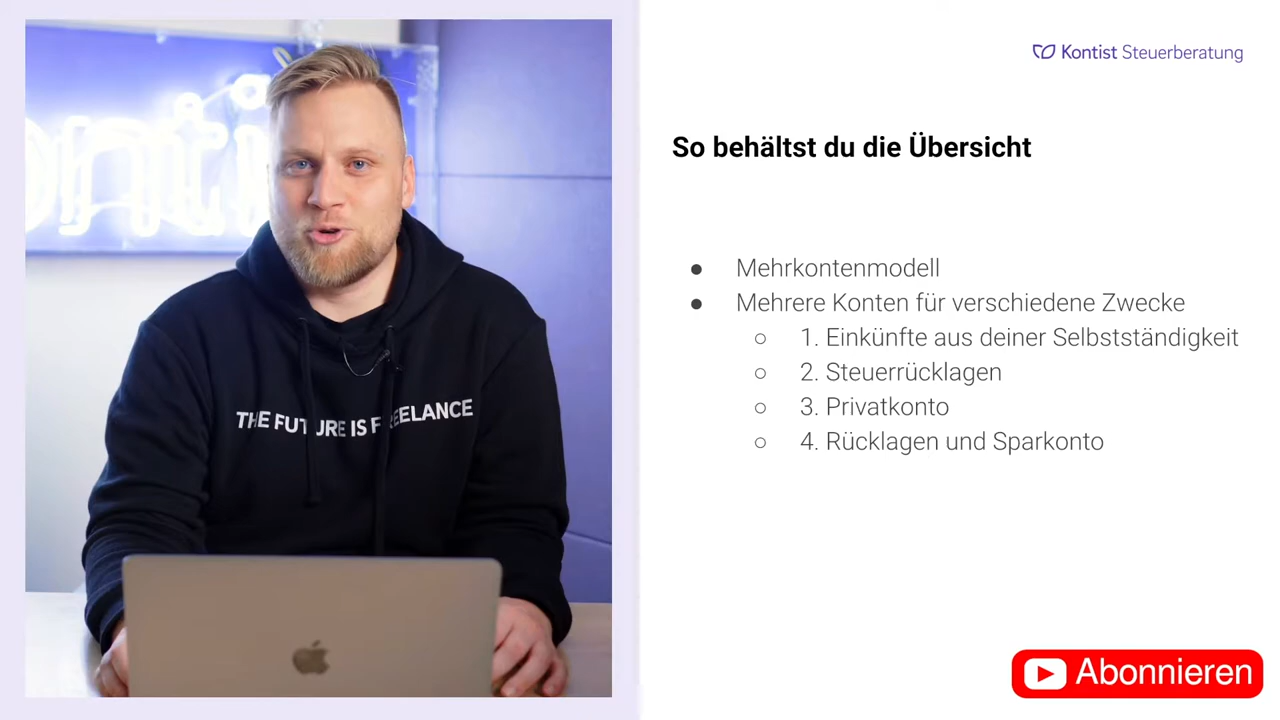 onti
THE FUTURE IS FREELANCE
Kontist Steuerberatung
So behältst du die Übersicht
● Mehrkontenmodell
● Mehrere Konten für verschiedene Zwecke
○ 1. Einkünfte aus deiner Selbstständigkeit
○ 2. Steuerrücklagen
○ 3. Privatkonto
○ 4. Rücklagen und Sparkonto
Abonnieren